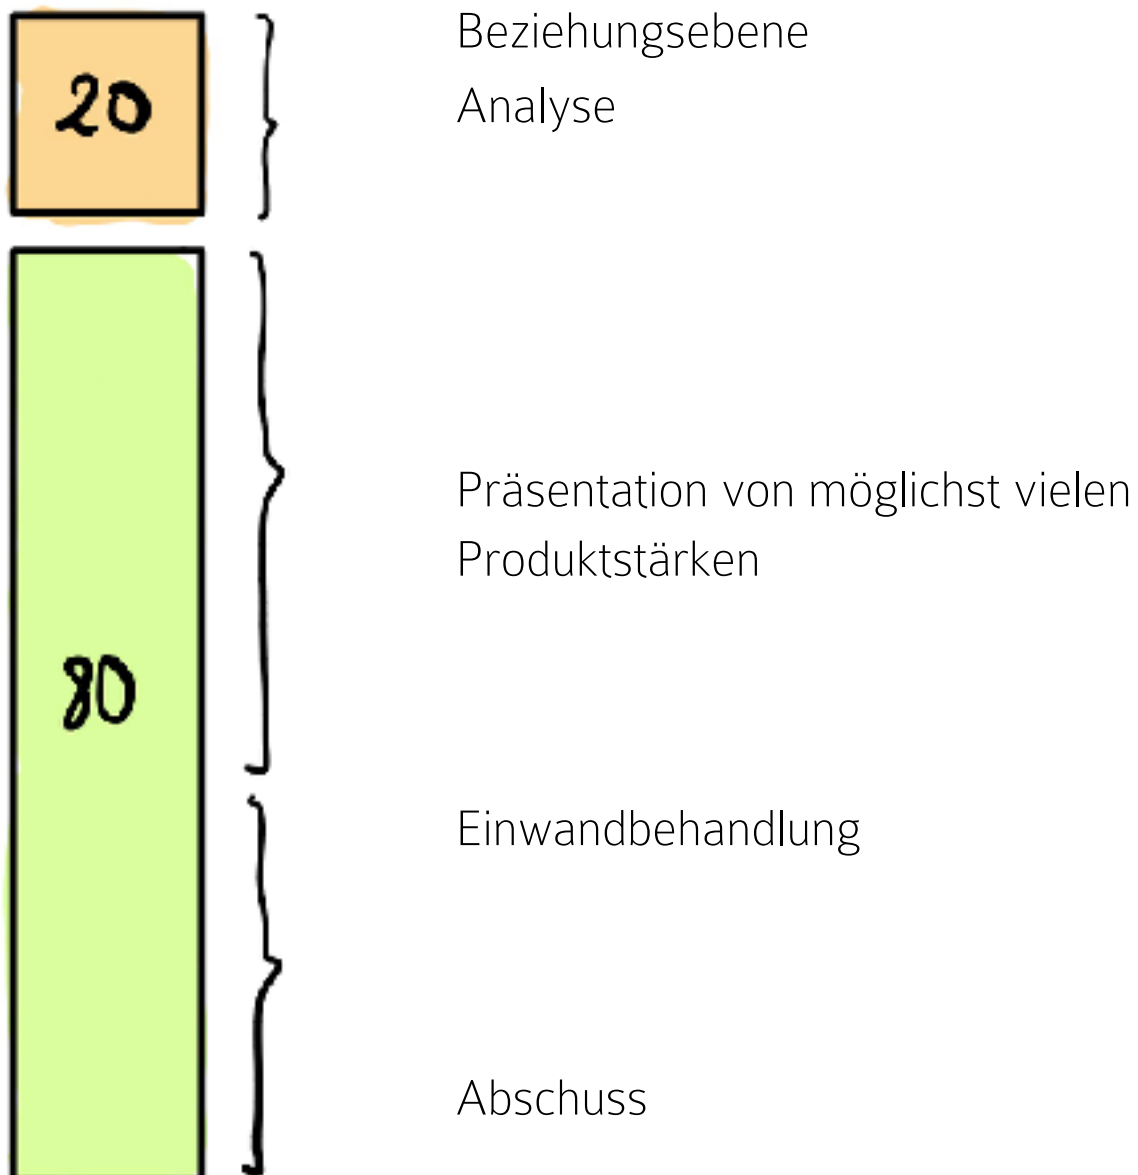 20
Beziehungsebene
Analyse
Präsentation von möglichst vielen
Produktstärken
80
Einwandbehandlung
Abschuss